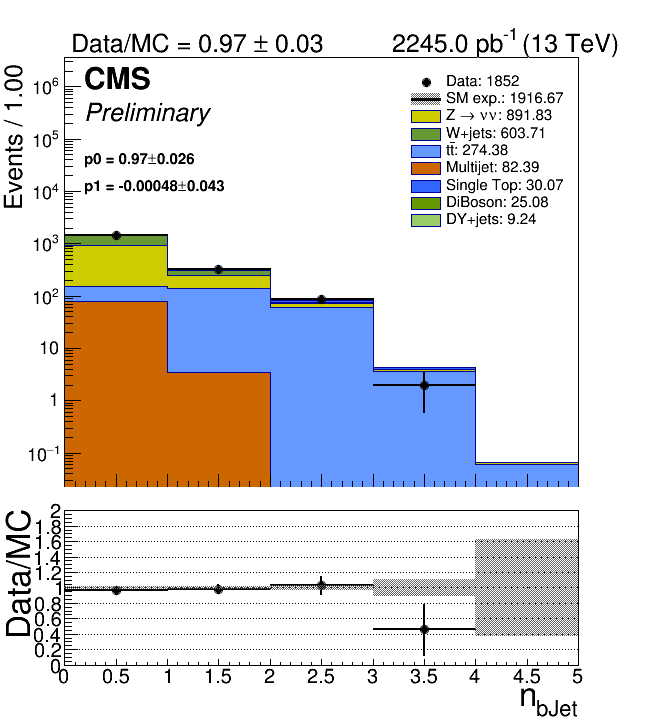 Data/MC = 0.97 ± 0.03    2245.0 pb⁻¹ (13 TeV)
CMS
Preliminary
p0 = 0.97±0.026
p1 = -0.00048±0.043
Data: 1852
SM exp.: 1916.67
Z → νν: 891.83
W+jets: 603.71
tt̄: 274.38
Multijet: 82.39
Single Top: 30.07
DiBoson: 25.08
DY+jets: 9.24
Events / 1.00
10⁶
10⁵
10⁴
10³
10²
10
1
10⁻¹
Data/MC
2
1.8
1.6
1.4
1.2
1
0.8
0.6
0.4
0.2
0
0 0.5 1 1.5 2 2.5 3 3.5 4 4.5 5
n_bJet